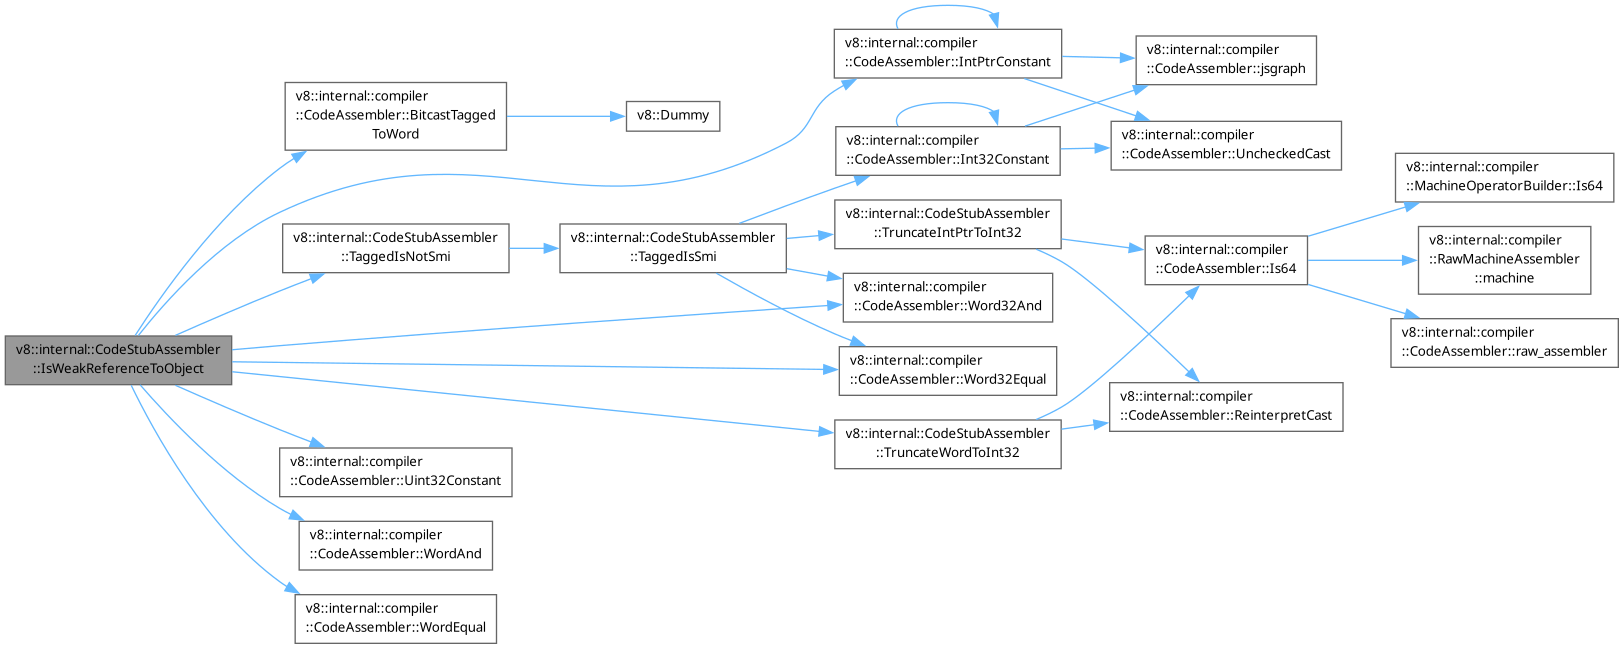 v8::internal::CodeStubAssembler
::IsWeakReferenceToObject
v8::internal::compiler
::CodeAssembler::BitcastTagged
ToWord
v8::Dummy
v8::internal::CodeStubAssembler
::TaggedIsNotSmi
v8::internal::CodeStubAssembler
::TaggedIsSmi
v8::internal::compiler
::CodeAssembler::Uint32Constant
v8::internal::compiler
::CodeAssembler::WordAnd
v8::internal::compiler
::CodeAssembler::WordEqual
v8::internal::compiler
::CodeAssembler::IntPtrConstant
v8::internal::compiler
::CodeAssembler::Int32Constant
v8::internal::CodeStubAssembler
::TruncateIntPtrToInt32
v8::internal::compiler
::CodeAssembler::Word32And
v8::internal::compiler
::CodeAssembler::Word32Equal
v8::internal::CodeStubAssembler
::TruncateWordToInt32
v8::internal::compiler
::CodeAssembler::jsgraph
v8::internal::compiler
::CodeAssembler::UncheckedCast
v8::internal::compiler
::CodeAssembler::Is64
v8::internal::compiler
::CodeAssembler::ReinterpretCast
v8::internal::compiler
::MachineOperatorBuilder::Is64
v8::internal::compiler
::RawMachineAssembler
::machine
v8::internal::compiler
::CodeAssembler::raw_assembler